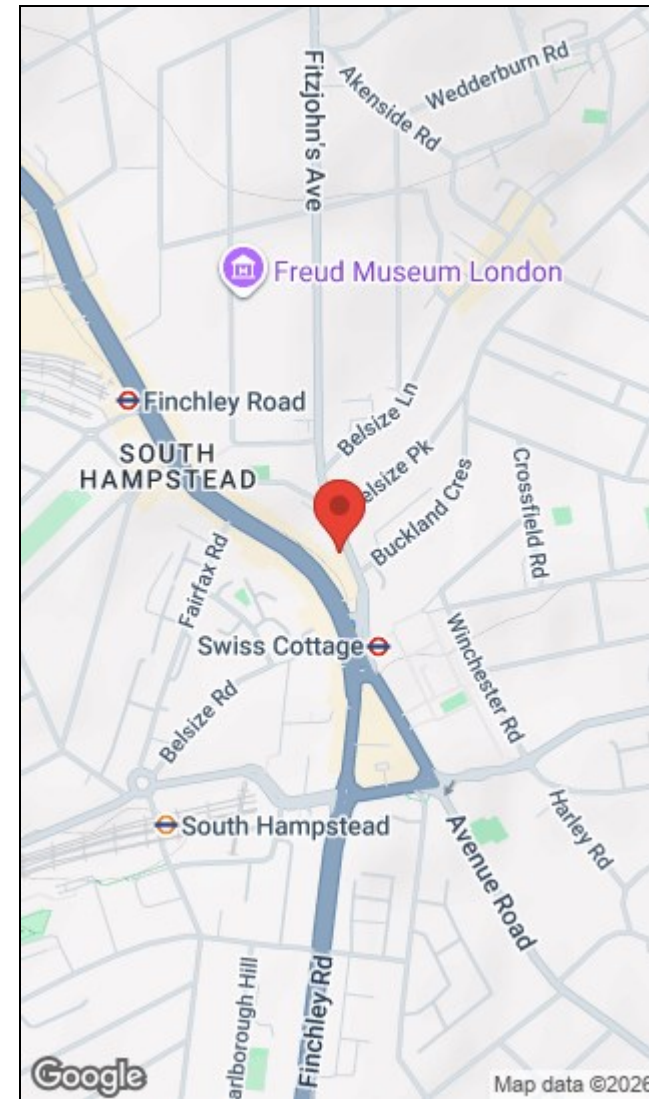 Wedderburn Rd
Akenside Rd
Fitzjohn's Ave
Freud Museum London
Finchley Road
Belsize Ln
SOUTH
HAMPSTEAD
elsize Pk
Buckland Cres
Crossfield Rd
Fairfax Rd
Swiss Cottage
Winchester Rd
Belsize Rd
South Hampstead
Harley Rd
Avenue Road
arlborough Hill
Finchley Rd
Google
Map data ©2026